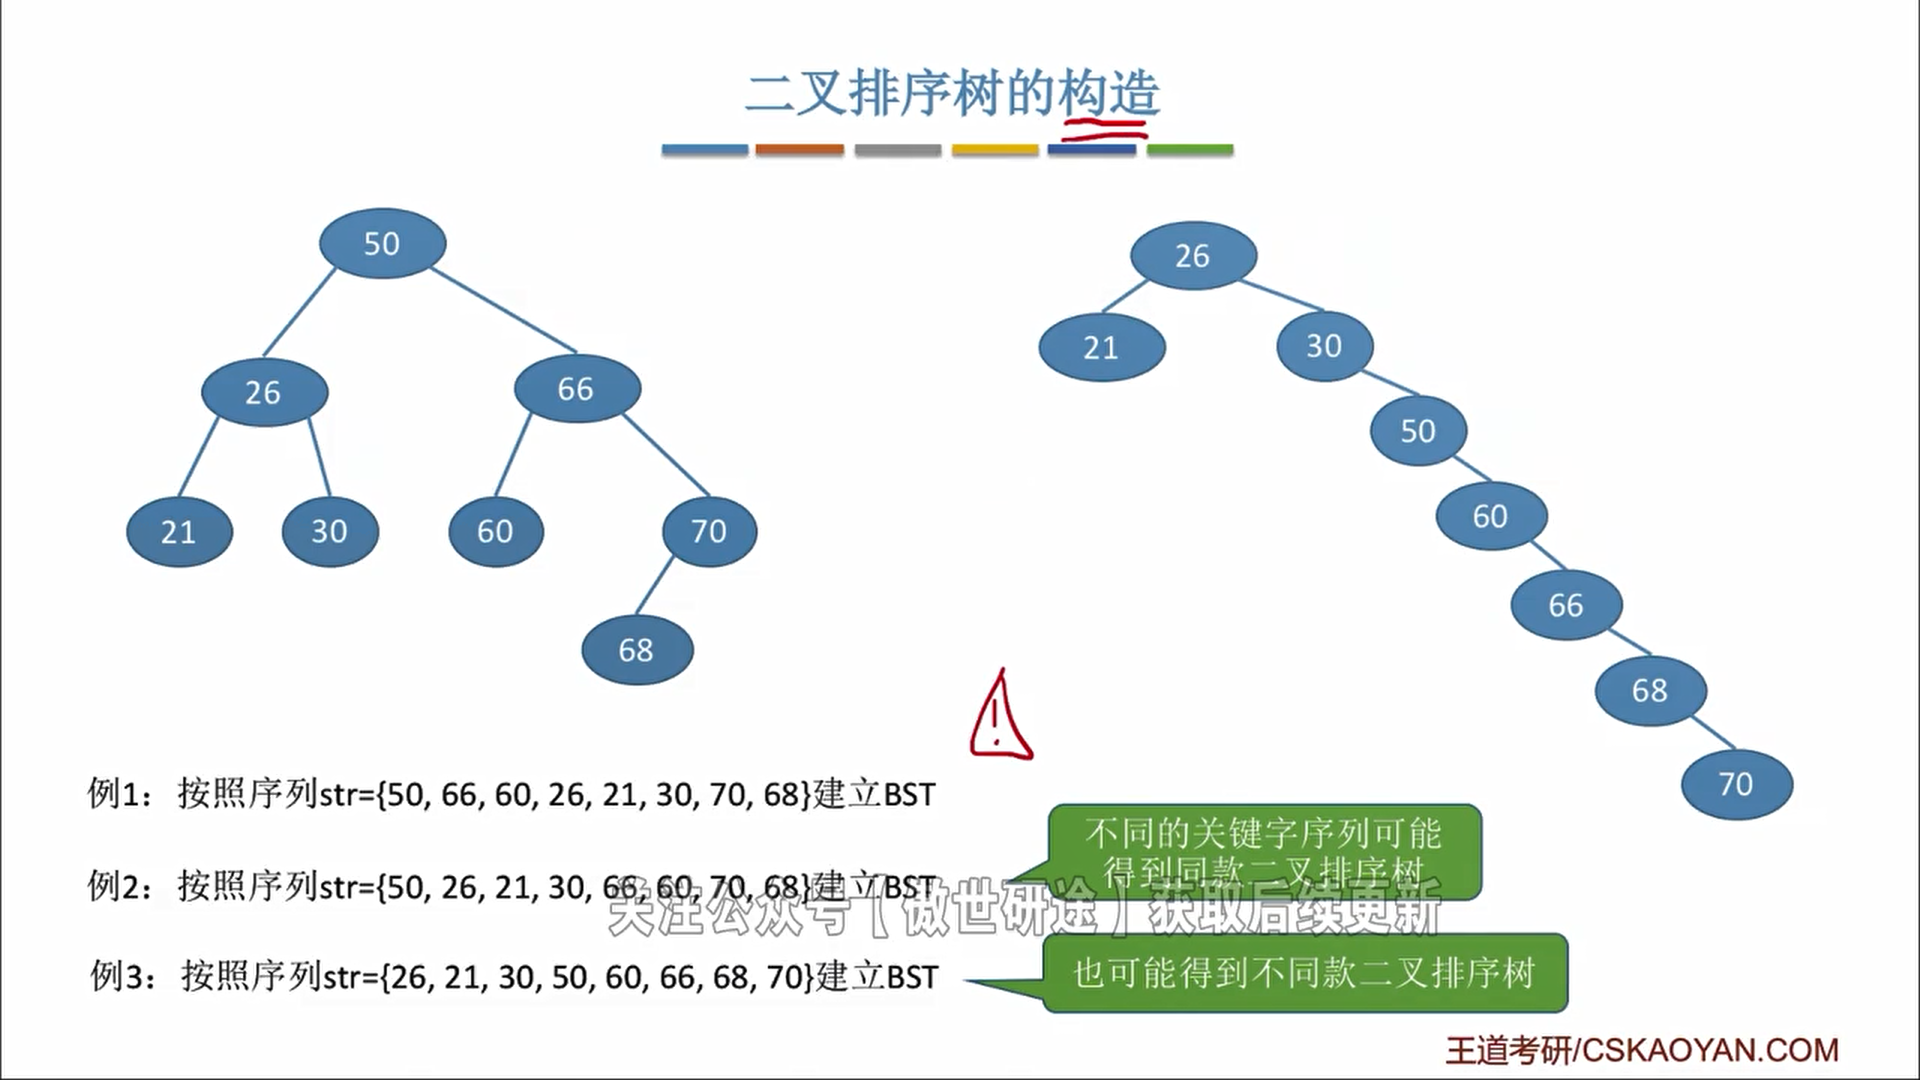 二叉排序树的构造
50
26
66
21
30
60
70
68
26
21
30
50
60
66
68
70
!
例1：按照序列str={50, 66, 60, 26, 21, 30, 70, 68}建立BST
例2：按照序列str={50, 26, 21, 30, 66, 60, 70, 68}建立BST
不同的关键字序列可能
得到同款二叉排序树
关注公众号【傲世研途】获取后续更新
例3：按照序列str={26, 21, 30, 50, 60, 66, 68, 70}建立BST
也可能得到不同款二叉排序树
王道考研/CSKAOYAN.COM